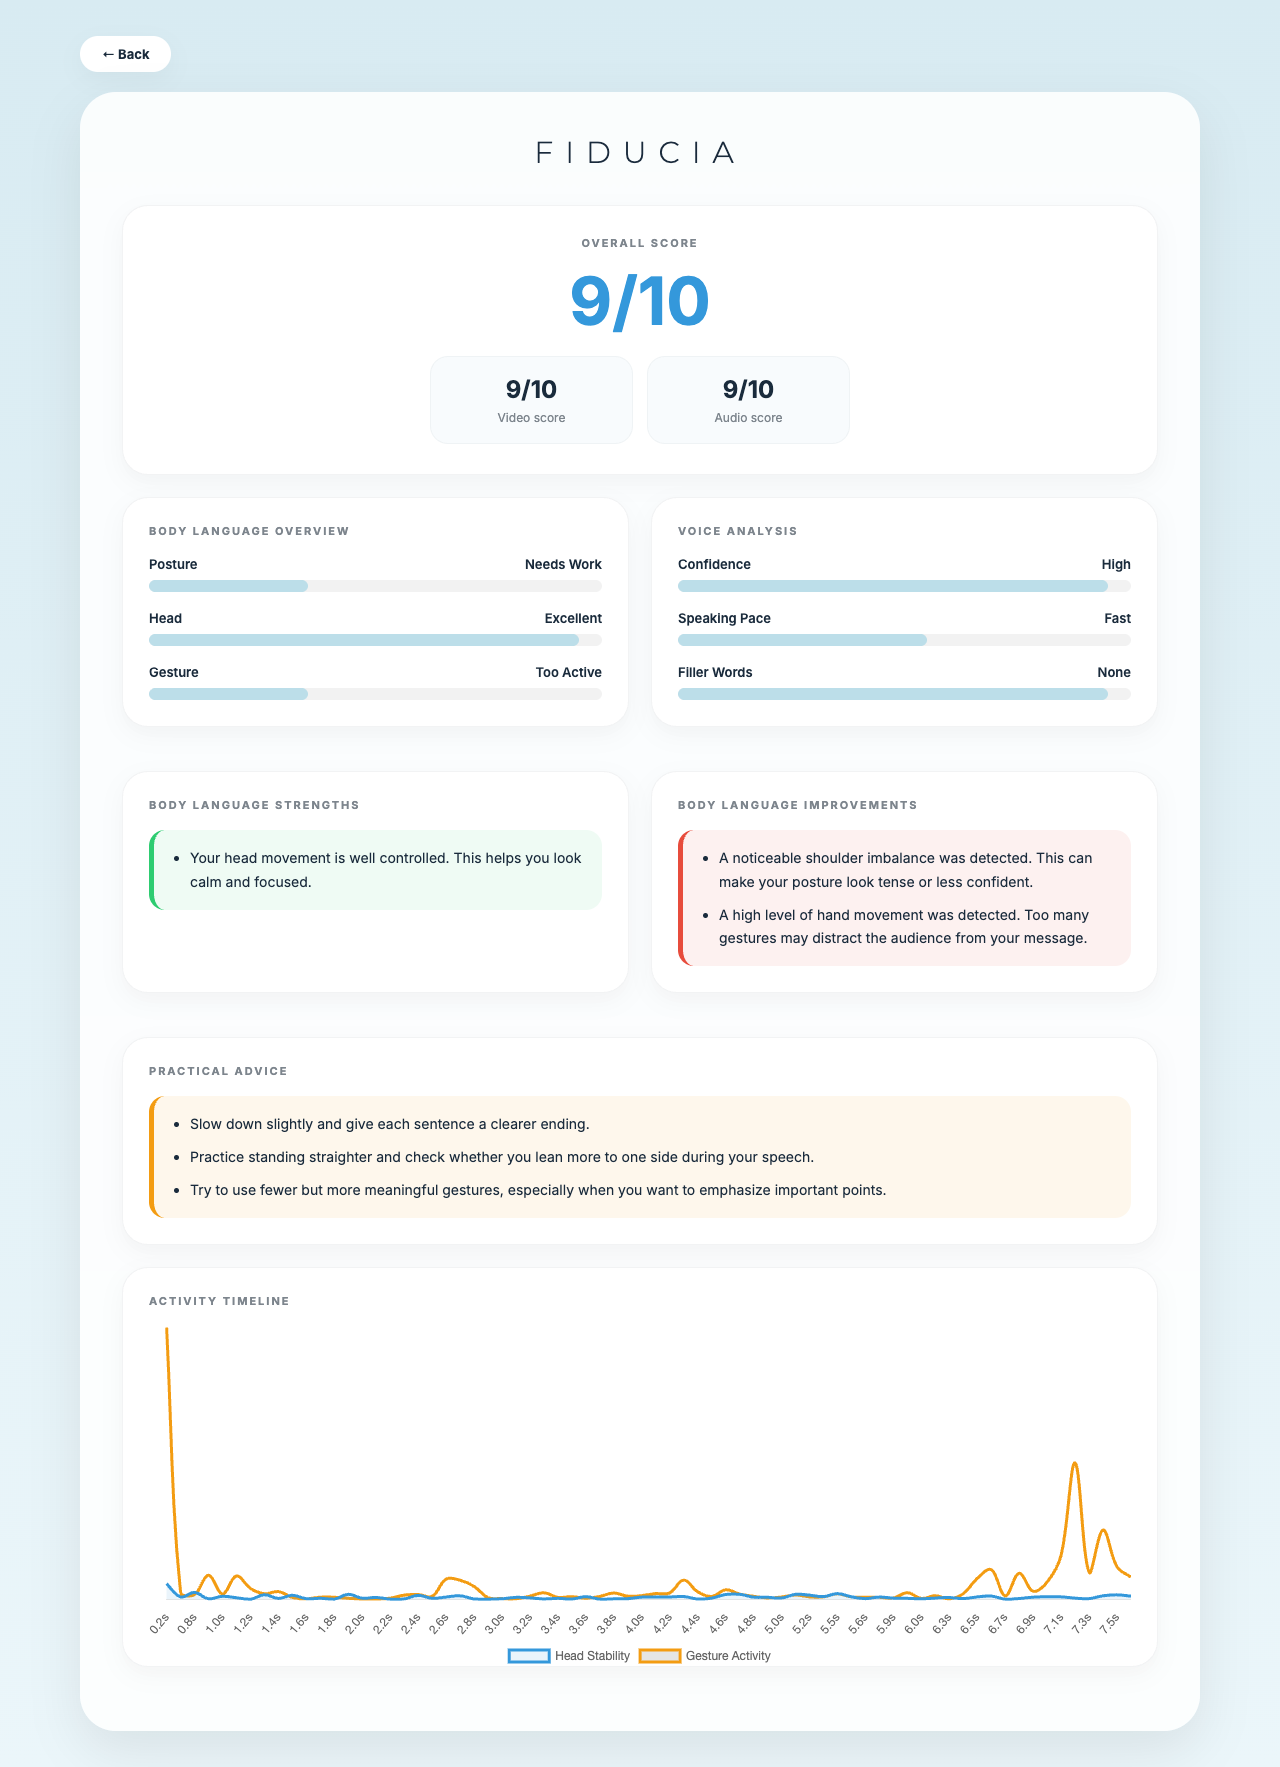 ← Back
FIDUCIA
OVERALL SCORE
9/10
9/10
Video score
9/10
Audio score
BODY LANGUAGE OVERVIEW
Posture Needs Work
Head Excellent
Gesture Too Active
VOICE ANALYSIS
Confidence High
Speaking Pace Fast
Filler Words None
BODY LANGUAGE STRENGTHS
• Your head movement is well controlled. This helps you look
calm and focused.
BODY LANGUAGE IMPROVEMENTS
• A noticeable shoulder imbalance was detected. This can
make your posture look tense or less confident.
• A high level of hand movement was detected. Too many
gestures may distract the audience from your message.
PRACTICAL ADVICE
• Slow down slightly and give each sentence a clearer ending.
• Practice standing straighter and check whether you lean more to one side during your speech.
• Try to use fewer but more meaningful gestures, especially when you want to emphasize important points.
ACTIVITY TIMELINE
0.2s 0.8s 1.0s 1.2s 1.4s 1.6s 1.8s 2.0s 2.2s 2.4s 2.6s 2.8s 3.0s 3.2s 3.4s 3.6s 3.8s 4.0s 4.2s 4.4s 4.6s 4.8s 5.0s 5.2s 5.5s 5.6s 5.9s 6.0s 6.3s 6.5s 6.7s 6.9s 7.1s 7.3s 7.5s
Head Stability Gesture Activity